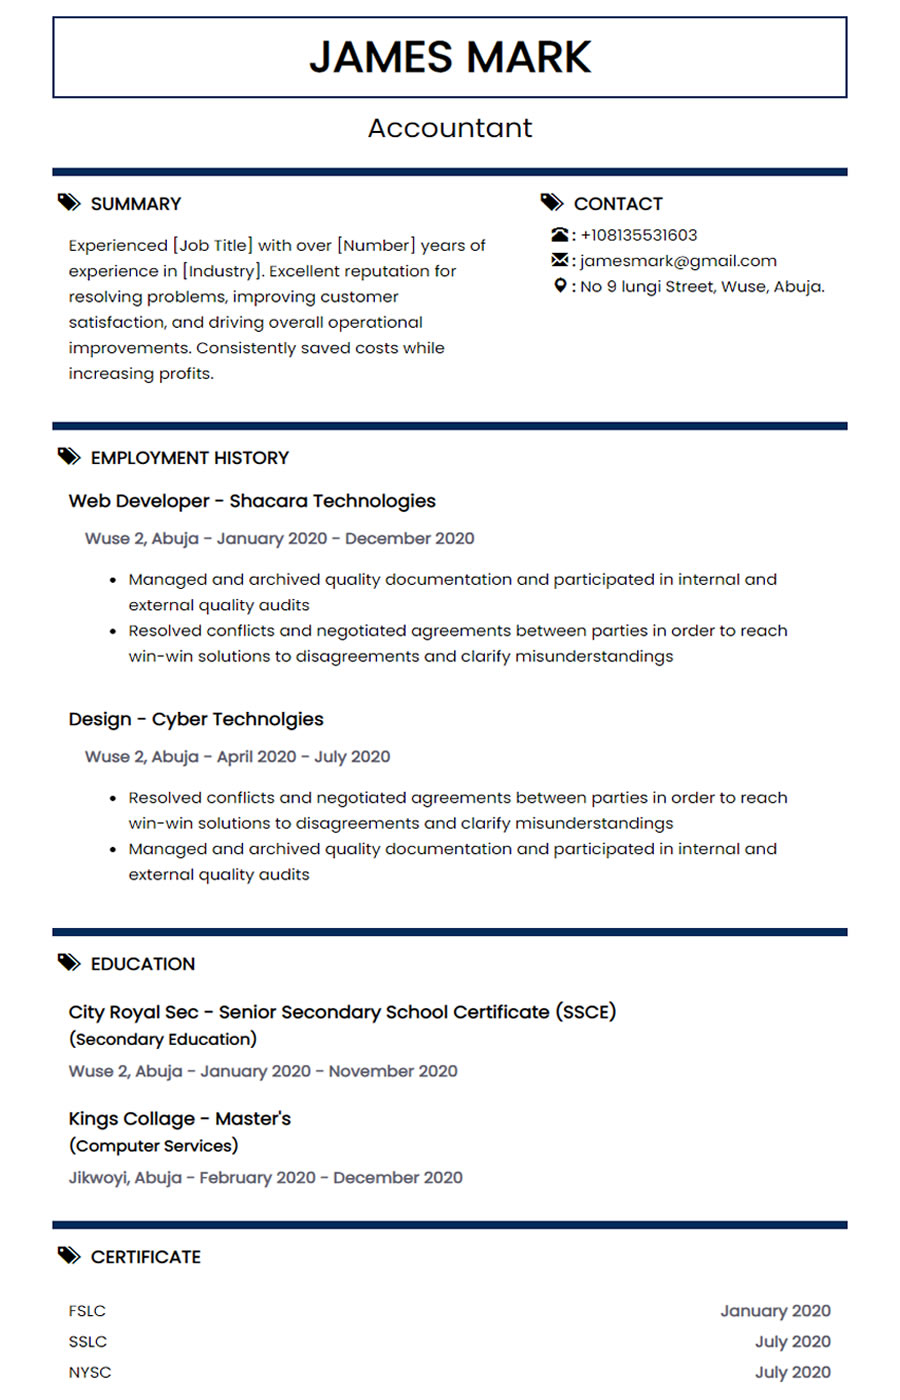 JAMES MARK
Accountant
SUMMARY
Experienced [Job Title] with over [Number] years of
experience in [Industry]. Excellent reputation for
resolving problems, improving customer
satisfaction, and driving overall operational
improvements. Consistently saved costs while
increasing profits.
CONTACT
: +108135531603
: jamesmark@gmail.com
: No 9 lungi Street, Wuse, Abuja.
EMPLOYMENT HISTORY
Web Developer - Shacara Technologies
Wuse 2, Abuja - January 2020 - December 2020
• Managed and archived quality documentation and participated in internal and
external quality audits
• Resolved conflicts and negotiated agreements between parties in order to reach
win-win solutions to disagreements and clarify misunderstandings
Design - Cyber Technolgies
Wuse 2, Abuja - April 2020 - July 2020
• Resolved conflicts and negotiated agreements between parties in order to reach
win-win solutions to disagreements and clarify misunderstandings
• Managed and archived quality documentation and participated in internal and
external quality audits
EDUCATION
City Royal Sec - Senior Secondary School Certificate (SSCE)
(Secondary Education)
Wuse 2, Abuja - January 2020 - November 2020
Kings Collage - Master's
(Computer Services)
Jikwoyi, Abuja - February 2020 - December 2020
CERTIFICATE
FSLC January 2020
SSLC July 2020
NYSC July 2020